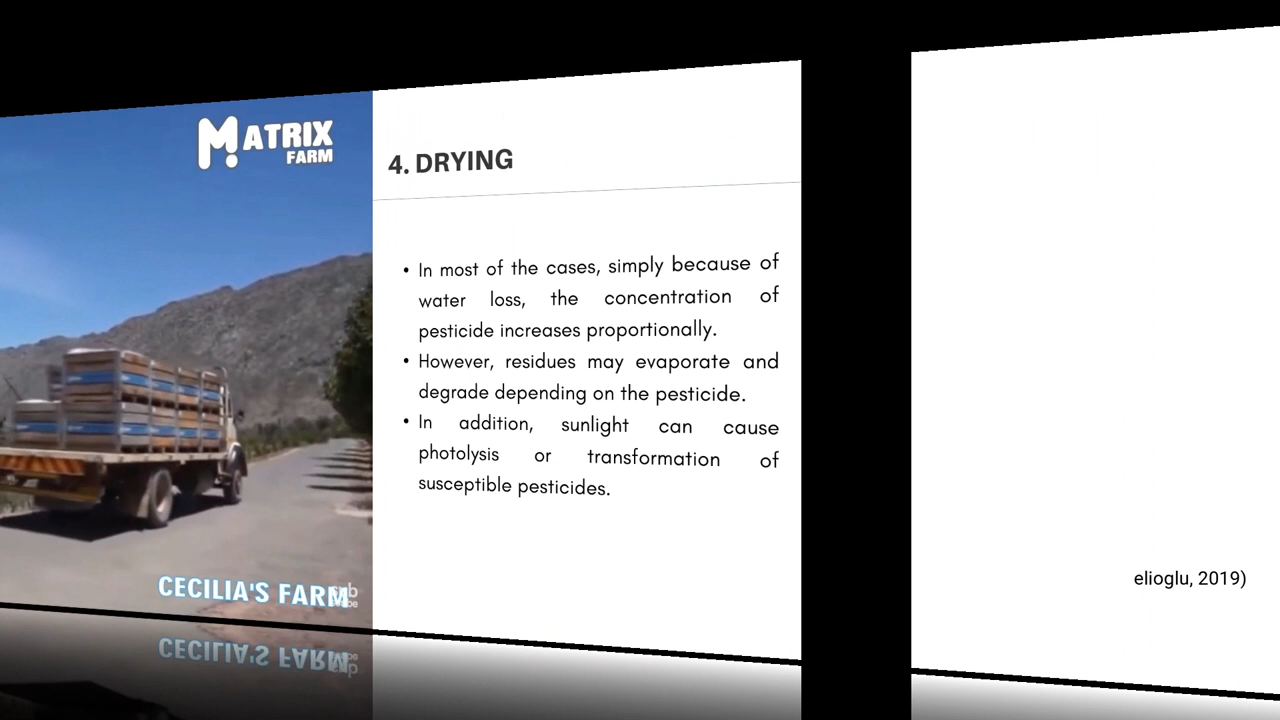 MATRIX
FARM
4. DRYING
• In most of the cases, simply because of
water loss, the concentration of
pesticide increases proportionally.
• However, residues may evaporate and
degrade depending on the pesticide.
• In addition, sunlight can cause
photolysis or transformation of
susceptible pesticides.
elioglu, 2019)
CECILIA'S FARM